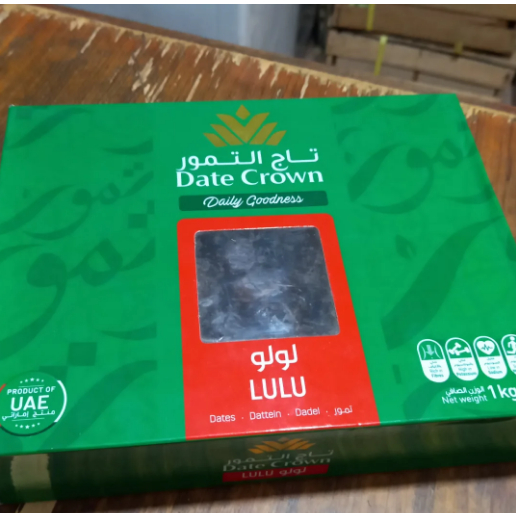 تاج التمور
Date Crown
Daily Goodness
لولو
LULU
Dates · Datteln · Dadel · تمور
PRODUCT OF
UAE
منتج إماراتي
الوزن الصافي
Net weight 1 kg
تاج التمور
Date Crown
LULU لولو